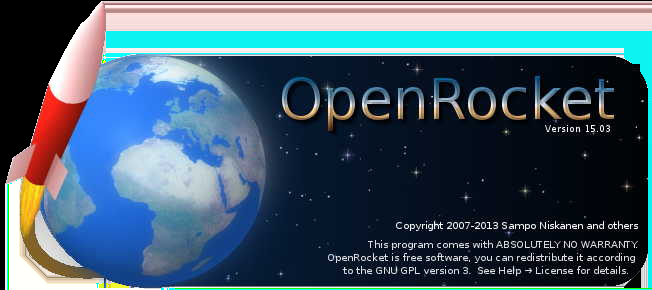 OpenRocket
Version 15.03
Copyright 2007-2013 Sampo Niskanen and others
This program comes with ABSOLUTELY NO WARRANTY.
OpenRocket is free software, you can redistribute it according
to the GNU GPL version 3.  See Help → License for details.